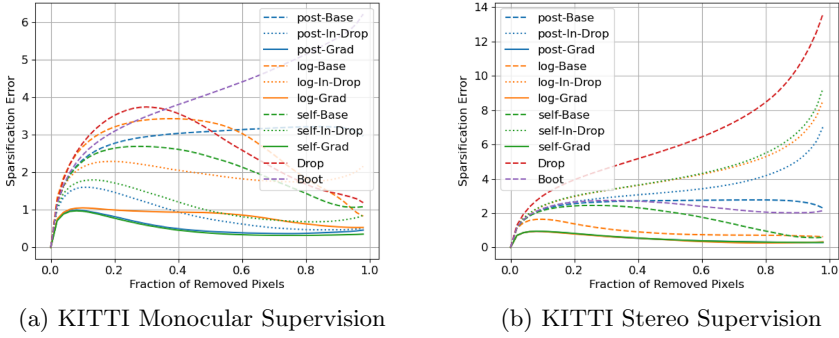 6
5
4
3
2
1
0
Sparsification Error
0.0 0.2 0.4 0.6 0.8 1.0
Fraction of Removed Pixels
post-Base
post-In-Drop
post-Grad
log-Base
log-In-Drop
log-Grad
self-Base
self-In-Drop
self-Grad
Drop
Boot
(a) KITTI Monocular Supervision
14
12
10
8
6
4
2
0
Sparsification Error
0.0 0.2 0.4 0.6 0.8 1.0
Fraction of Removed Pixels
post-Base
post-In-Drop
post-Grad
log-Base
log-In-Drop
log-Grad
self-Base
self-In-Drop
self-Grad
Drop
Boot
(b) KITTI Stereo Supervision